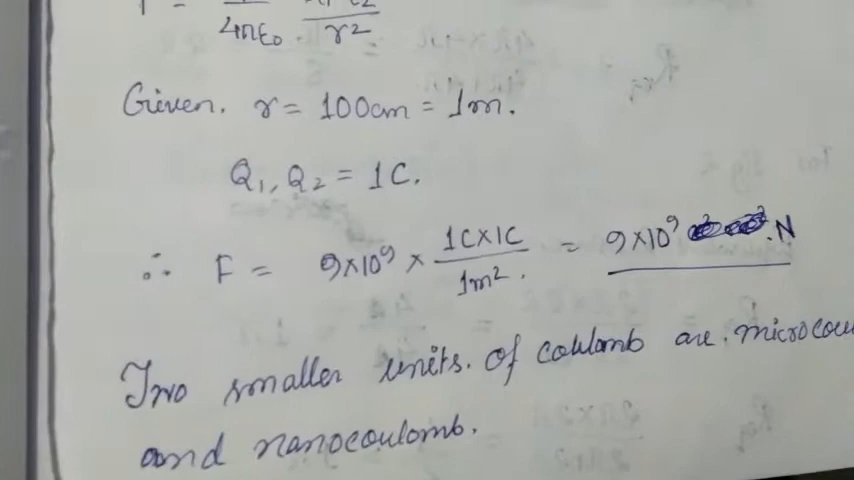 4πε₀ r²
Given. r = 100cm = 1m.
Q₁, Q₂ = 1C.
∴ F = 9×10⁹ × 1C×1C / 1m². = 9×10⁹ .N
Two smaller units. of coulomb are. microcou
and nanocoulomb.